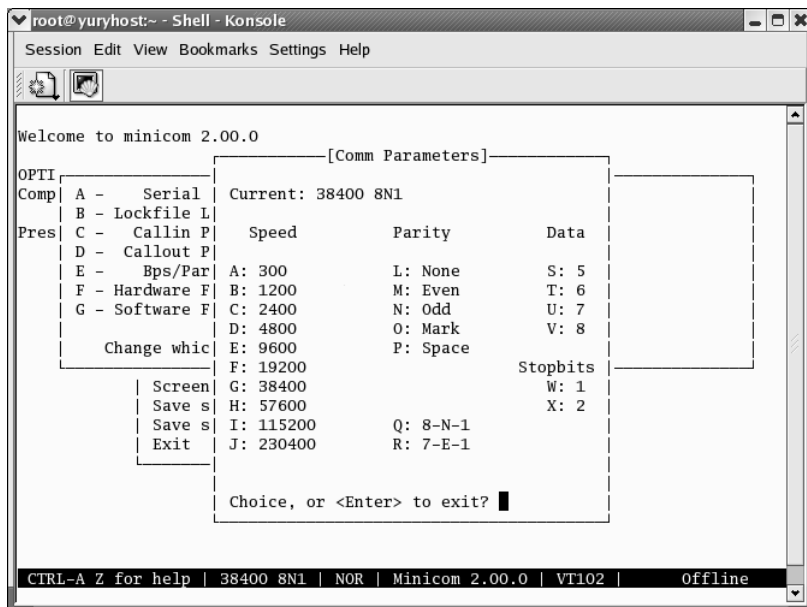 root@yuryhost:~ - Shell - Konsole
Session Edit View Bookmarks Settings Help
Welcome to minicom 2.00.0
[Comm Parameters]
OPTI
Comp A - Serial Current: 38400 8N1
B - Lockfile L
Pres C - Callin P Speed Parity Data
D - Callout P
E - Bps/Par A: 300 L: None S: 5
F - Hardware F B: 1200 M: Even T: 6
G - Software F C: 2400 N: Odd U: 7
D: 4800 O: Mark V: 8
Change whic E: 9600 P: Space
F: 19200 Stopbits
Screen G: 38400 W: 1
Save s H: 57600 X: 2
Save s I: 115200 Q: 8-N-1
Exit J: 230400 R: 7-E-1
Choice, or <Enter> to exit?
CTRL-A Z for help | 38400 8N1 | NOR | Minicom 2.00.0 | VT102 | Offline